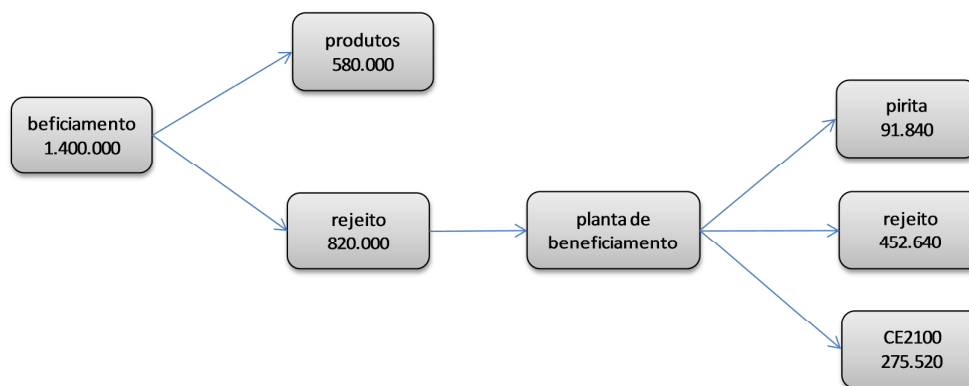 produtos
580.000
beficiamento
1.400.000
pirita
91.840
rejeito
820.000
planta de
beneficiamento
rejeito
452.640
CE2100
275.520